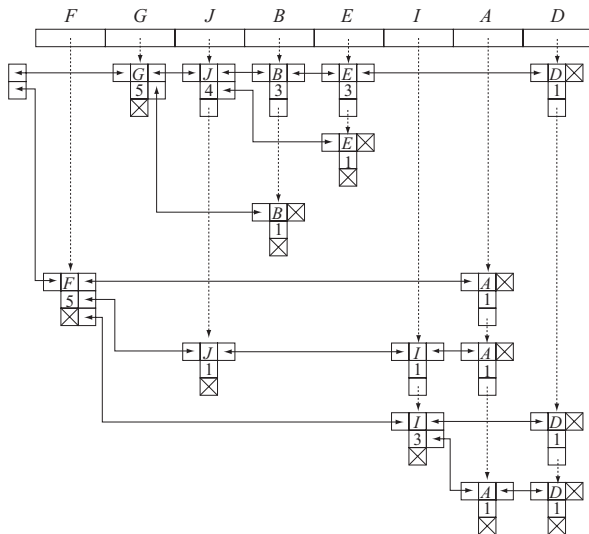 F G J B E I A D
G J B E D
5 4 3 3 1
E
1
B
1
F A
5 1
J I A
1 1 1
I D
3 1
A D
1 1